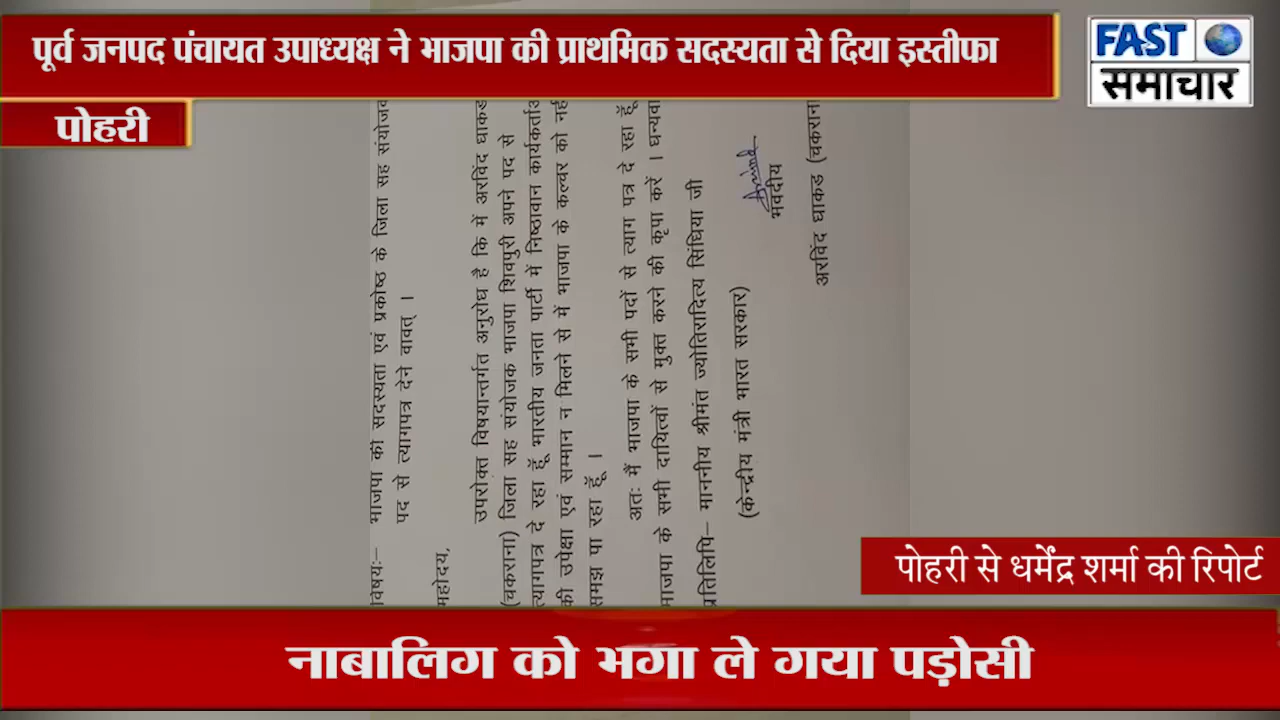 पूर्व जनपद पंचायत उपाध्यक्ष ने भाजपा की प्राथमिक सदस्यता से दिया इस्तीफा
FAST
समाचार
पोहरी
विषयः– भाजपा की सदस्यता एवं प्रकोष्ठ के जिला सह संयोजक
पद से त्यागपत्र देने वावत् ।
महोदय,
उपरोक्त विषयान्तर्गत अनुरोध है कि में अरविंद धाकड
(चकराना) जिला सह संयोजक भाजपा शिवपुरी अपने पद से
त्यागपत्र दे रहा हूँ भारतीय जनता पार्टी में निष्ठावान कार्यकर्ताओ
की उपेक्षा एवं सम्मान न मिलने से में भाजपा के कल्चर को नही
समझ पा रहा हूँ ।
अतः मैं भाजपा के सभी पदों से त्याग पत्र दे रहा हूँ
भाजपा के सभी दायित्वों से मुक्त करने की कृपा करें । धन्यवाद
प्रतिलिपि– माननीय श्रीमंत ज्योतिरादित्य सिंधिया जी
(केन्द्रीय मंत्री भारत सरकार)
Arvind
भवदीय
अरविंद धाकड (चकराना
पोहरी से धर्मेंद्र शर्मा की रिपोर्ट
नाबालिग को भगा ले गया पड़ोसी